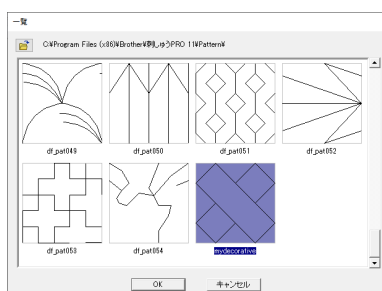 一覧
C:¥Program Files (x86)¥Brother¥刺しゅうPRO 11¥Pattern¥
df_pat049
df_pat050
df_pat051
df_pat052
df_pat053
df_pat054
mydecorative
OK
キャンセル